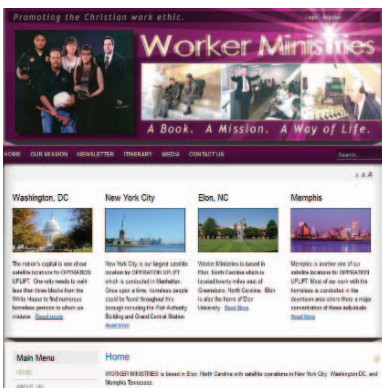 Promoting the Christian work ethic.
Login Register
Worker Ministries
A Book. A Mission. A Way of Life.
HOME OUR MISSION NEWSLETTER ITINERARY MEDIA CONTACT US
Search...
A A A
Washington, DC
The nation's capital is one of our
satellite locations for OPERATION
UPLIFT. One only needs to walk
less than three blocks from the
White House to find numerous
homeless persons to whom we
minister. Read more
New York City
New York City is our largest satellite
location for OPERATION UPLIFT
which is conducted in Manhattan.
Once upon a time, homeless people
could be found throughout this
borough including the Port Authority
Building and Grand Central Station.
Read More
Elon, NC
Worker Ministries is based in
Elon, North Carolina which is
located twenty miles east of
Greensboro, North Carolina. Elon
is also the home of Elon
University. Read More
Memphis
Memphis is another one of our
satellite locations for OPERATION
UPLIFT. Most of our work with the
homeless is conducted in the
downtown area where there a major
concentration of these individuals.
Read More
Main Menu
HOME
ABOUT US
Home
WORKER MINISTRIES is based in Elon, North Carolina with satellite operations in New York City, Washington DC, and
Memphis Tennessee.